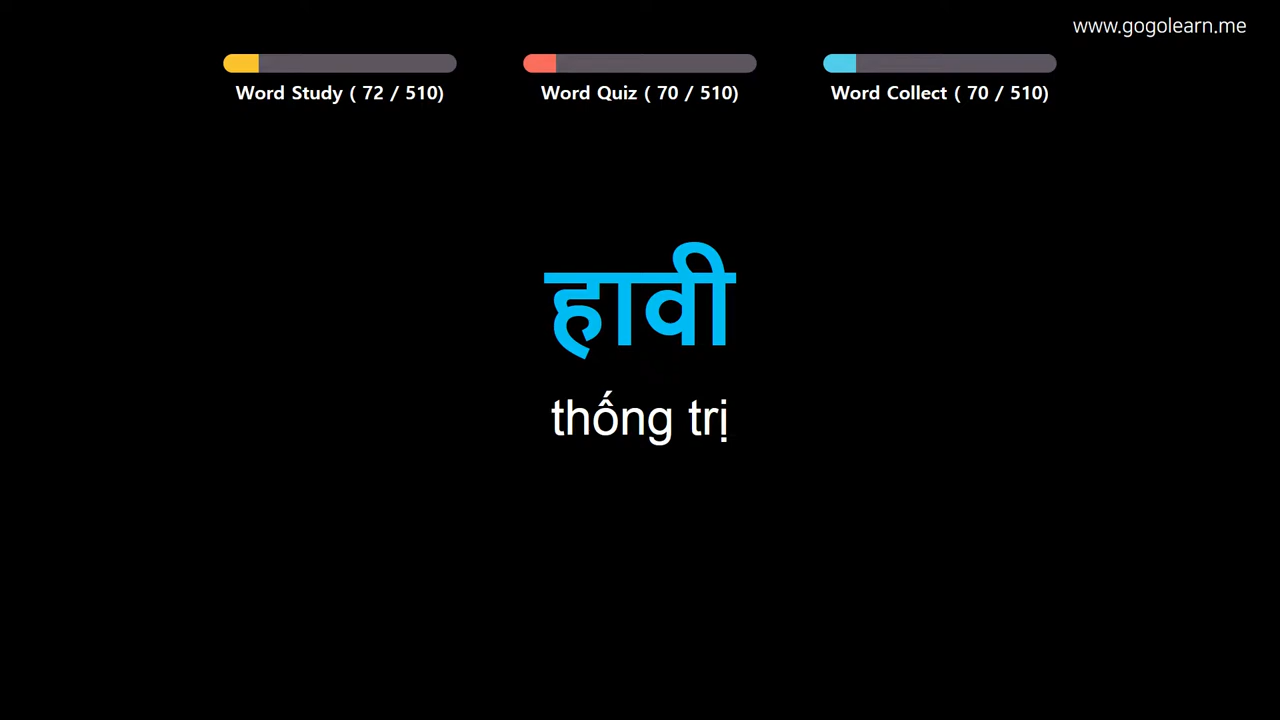 www.gogolearn.me
Word Study ( 72 / 510)
Word Quiz ( 70 / 510)
Word Collect ( 70 / 510)
हावी
thống trị